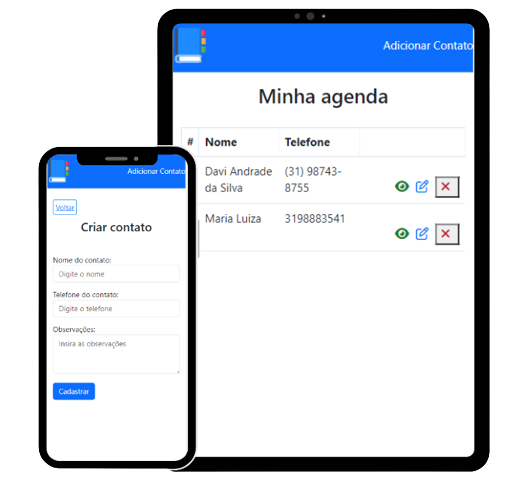 Adicionar Contato
Minha agenda
# Nome Telefone
Davi Andrade (31) 98743-
da Silva 8755
Maria Luiza 3198883541
Adicionar Contato
Voltar
Criar contato
Nome do contato:
Digite o nome
Telefone do contato:
Digite o telefone
Observações:
Insira as observações
Cadastrar